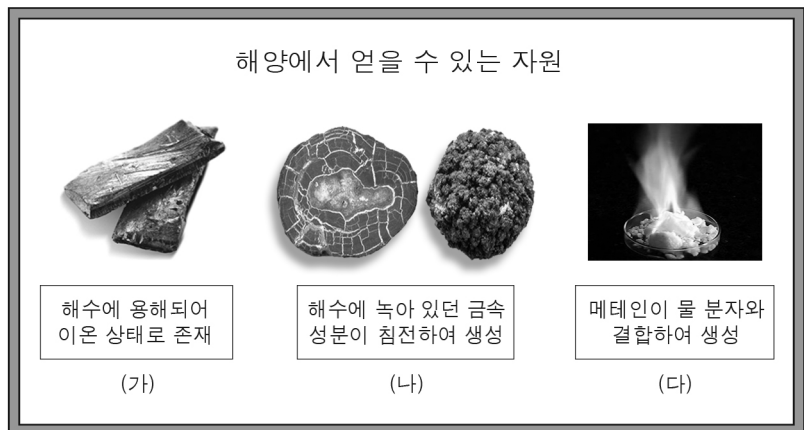 해양에서 얻을 수 있는 자원
해수에 용해되어
이온 상태로 존재
해수에 녹아 있던 금속
성분이 침전하여 생성
메테인이 물 분자와
결합하여 생성
(가)
(나)
(다)